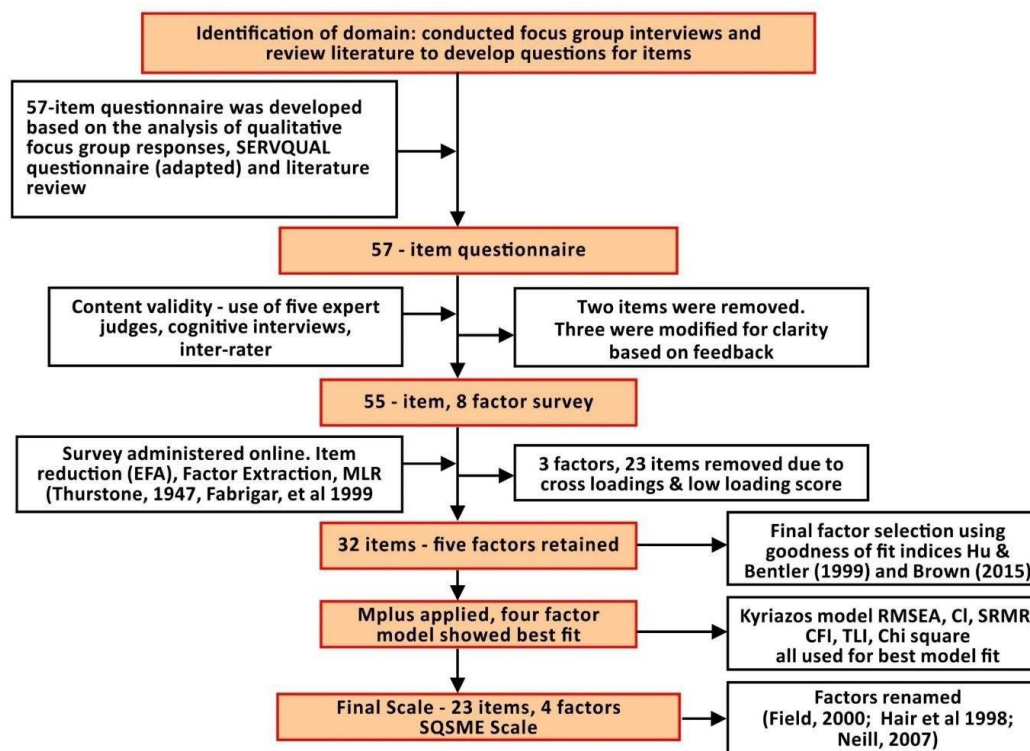 Identification of domain: conducted focus group interviews and
review literature to develop questions for items
57-item questionnaire was developed
based on the analysis of qualitative
focus group responses, SERVQUAL
questionnaire (adapted) and literature
review
57 - item questionnaire
Content validity - use of five expert
judges, cognitive interviews,
inter-rater
Two items were removed.
Three were modified for clarity
based on feedback
55 - item, 8 factor survey
Survey administered online. Item
reduction (EFA), Factor Extraction, MLR
(Thurstone, 1947, Fabrigar, et al 1999
3 factors, 23 items removed due to
cross loadings & low loading score
32 items - five factors retained
Final factor selection using
goodness of fit indices Hu &
Bentler (1999) and Brown (2015)
Mplus applied, four factor
model showed best fit
Kyriazos model RMSEA, Cl, SRMR
CFI, TLI, Chi square
all used for best model fit
Final Scale - 23 items, 4 factors
SQSME Scale
Factors renamed
(Field, 2000; Hair et al 1998;
Neill, 2007)